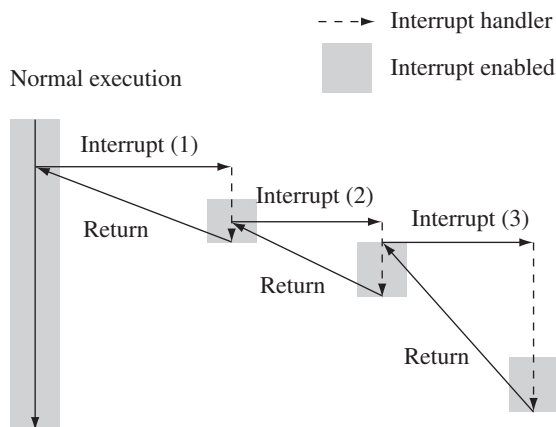 Interrupt handler
Interrupt enabled
Normal execution
Interrupt (1)
Interrupt (2)
Interrupt (3)
Return
Return
Return